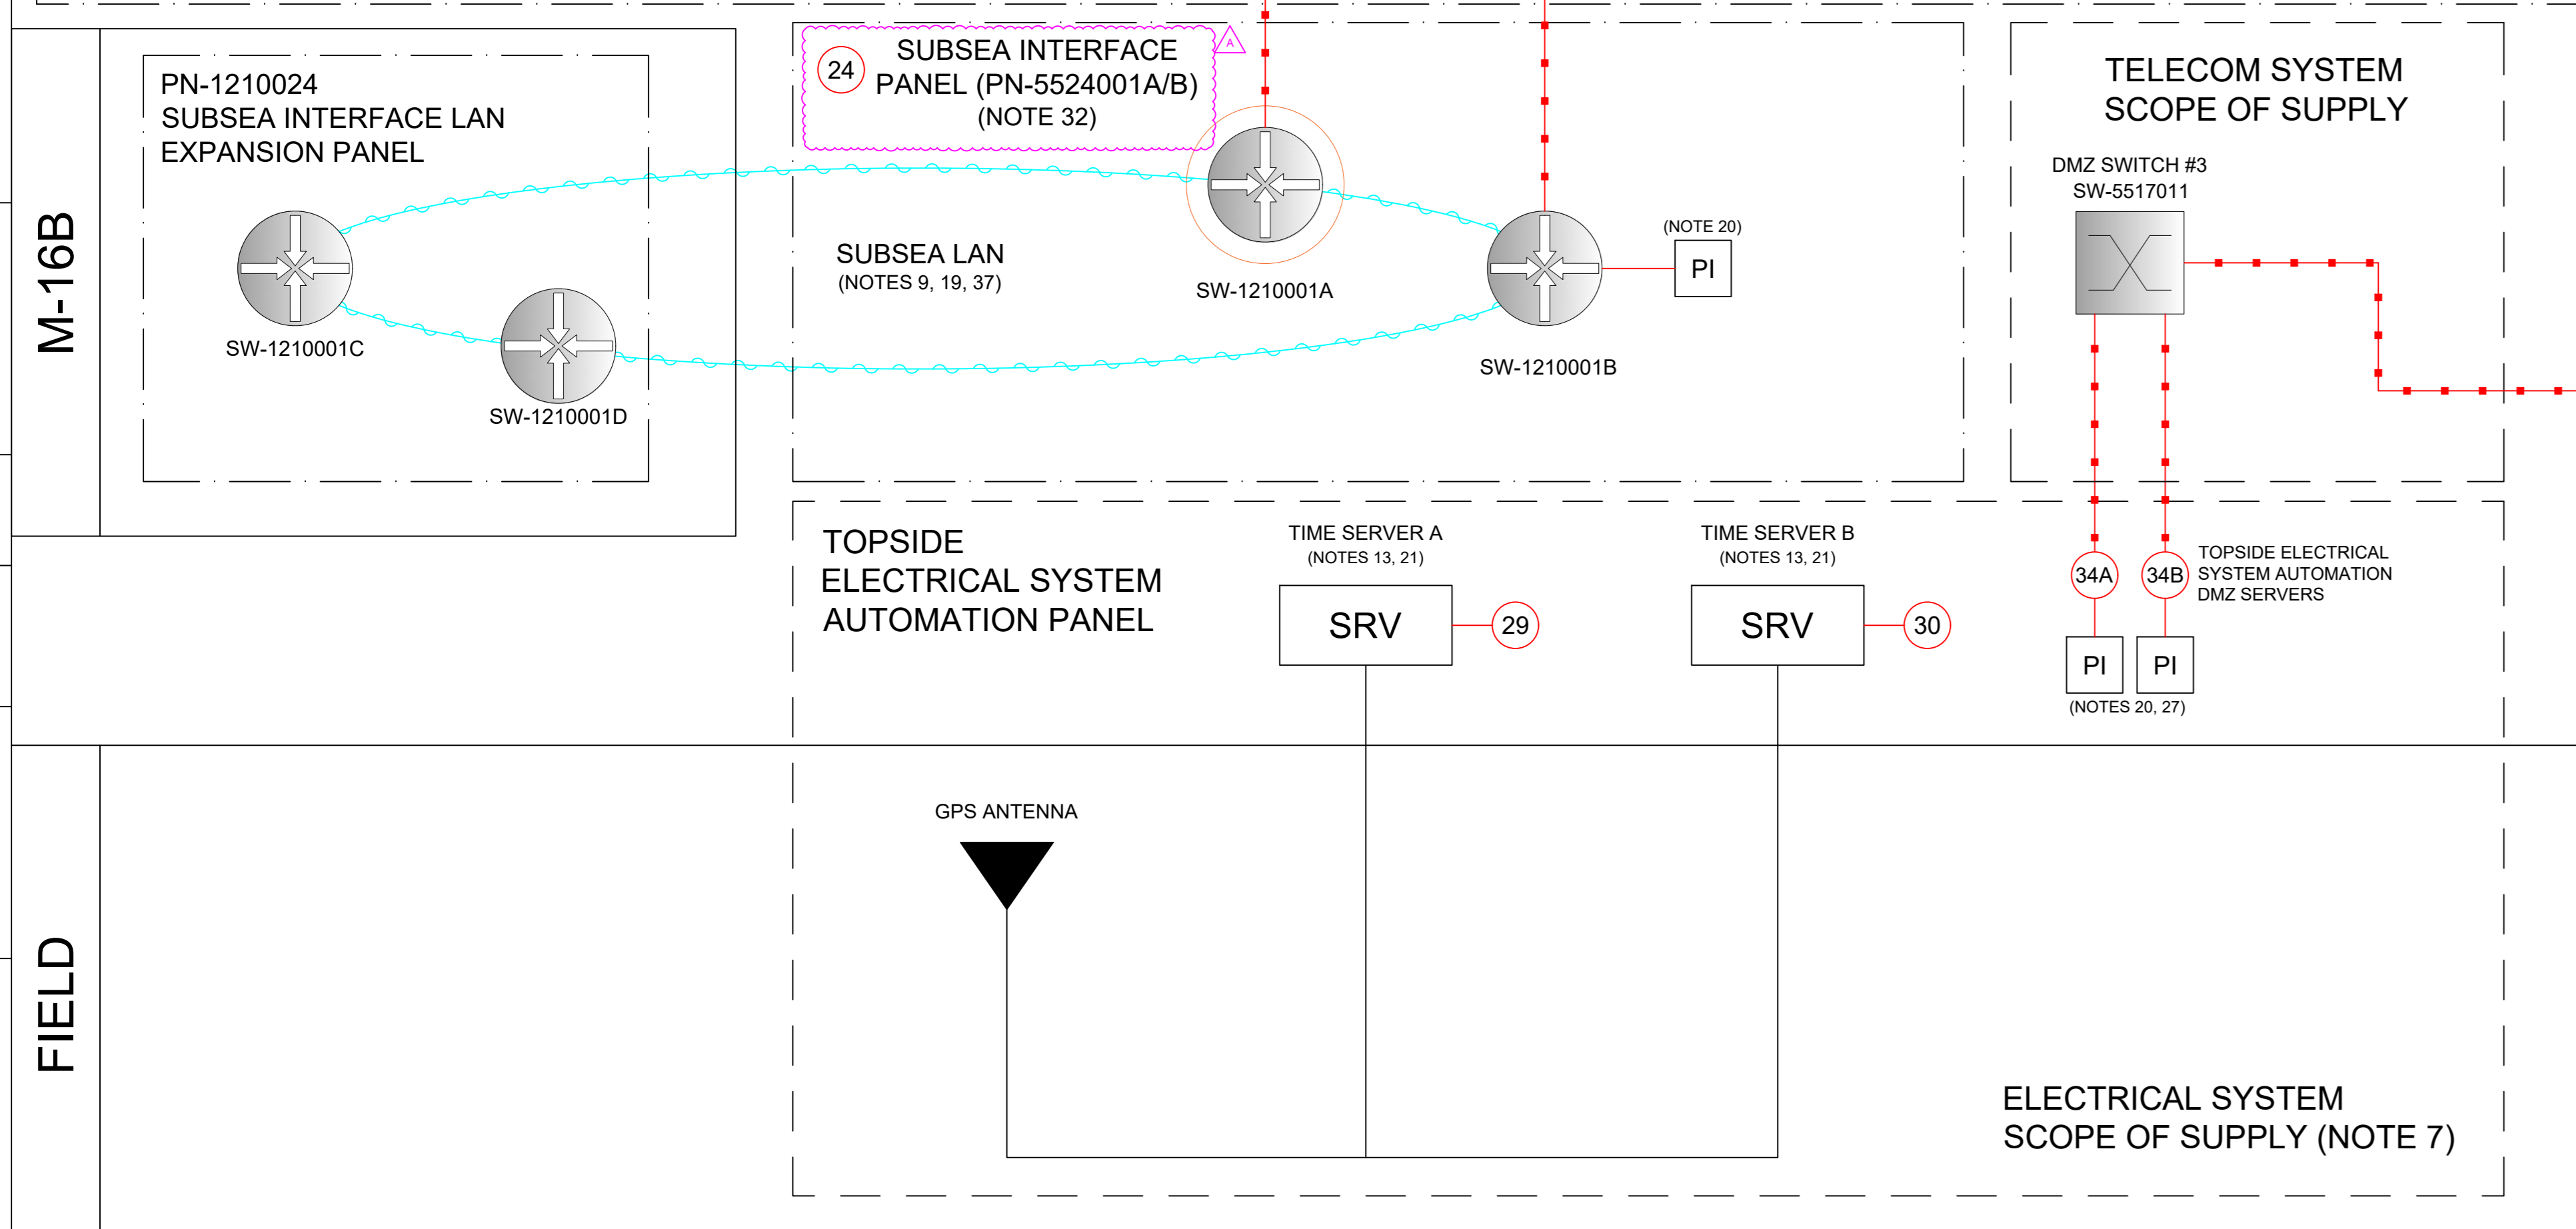 M-16B
PN-1210024
SUBSEA INTERFACE LAN
EXPANSION PANEL
SW-1210001C
SW-1210001D
24
SUBSEA INTERFACE
PANEL (PN-5524001A/B)
(NOTE 32)
A
SUBSEA LAN
(NOTES 9, 19, 37)
SW-1210001A
SW-1210001B
(NOTE 20)
PI
TELECOM SYSTEM
SCOPE OF SUPPLY
DMZ SWITCH #3
SW-5517011
TOPSIDE
ELECTRICAL SYSTEM
AUTOMATION PANEL
TIME SERVER A
(NOTES 13, 21)
SRV
29
TIME SERVER B
(NOTES 13, 21)
SRV
30
34A
34B
TOPSIDE ELECTRICAL
SYSTEM AUTOMATION
DMZ SERVERS
PI
PI
(NOTES 20, 27)
FIELD
GPS ANTENNA
ELECTRICAL SYSTEM
SCOPE OF SUPPLY (NOTE 7)